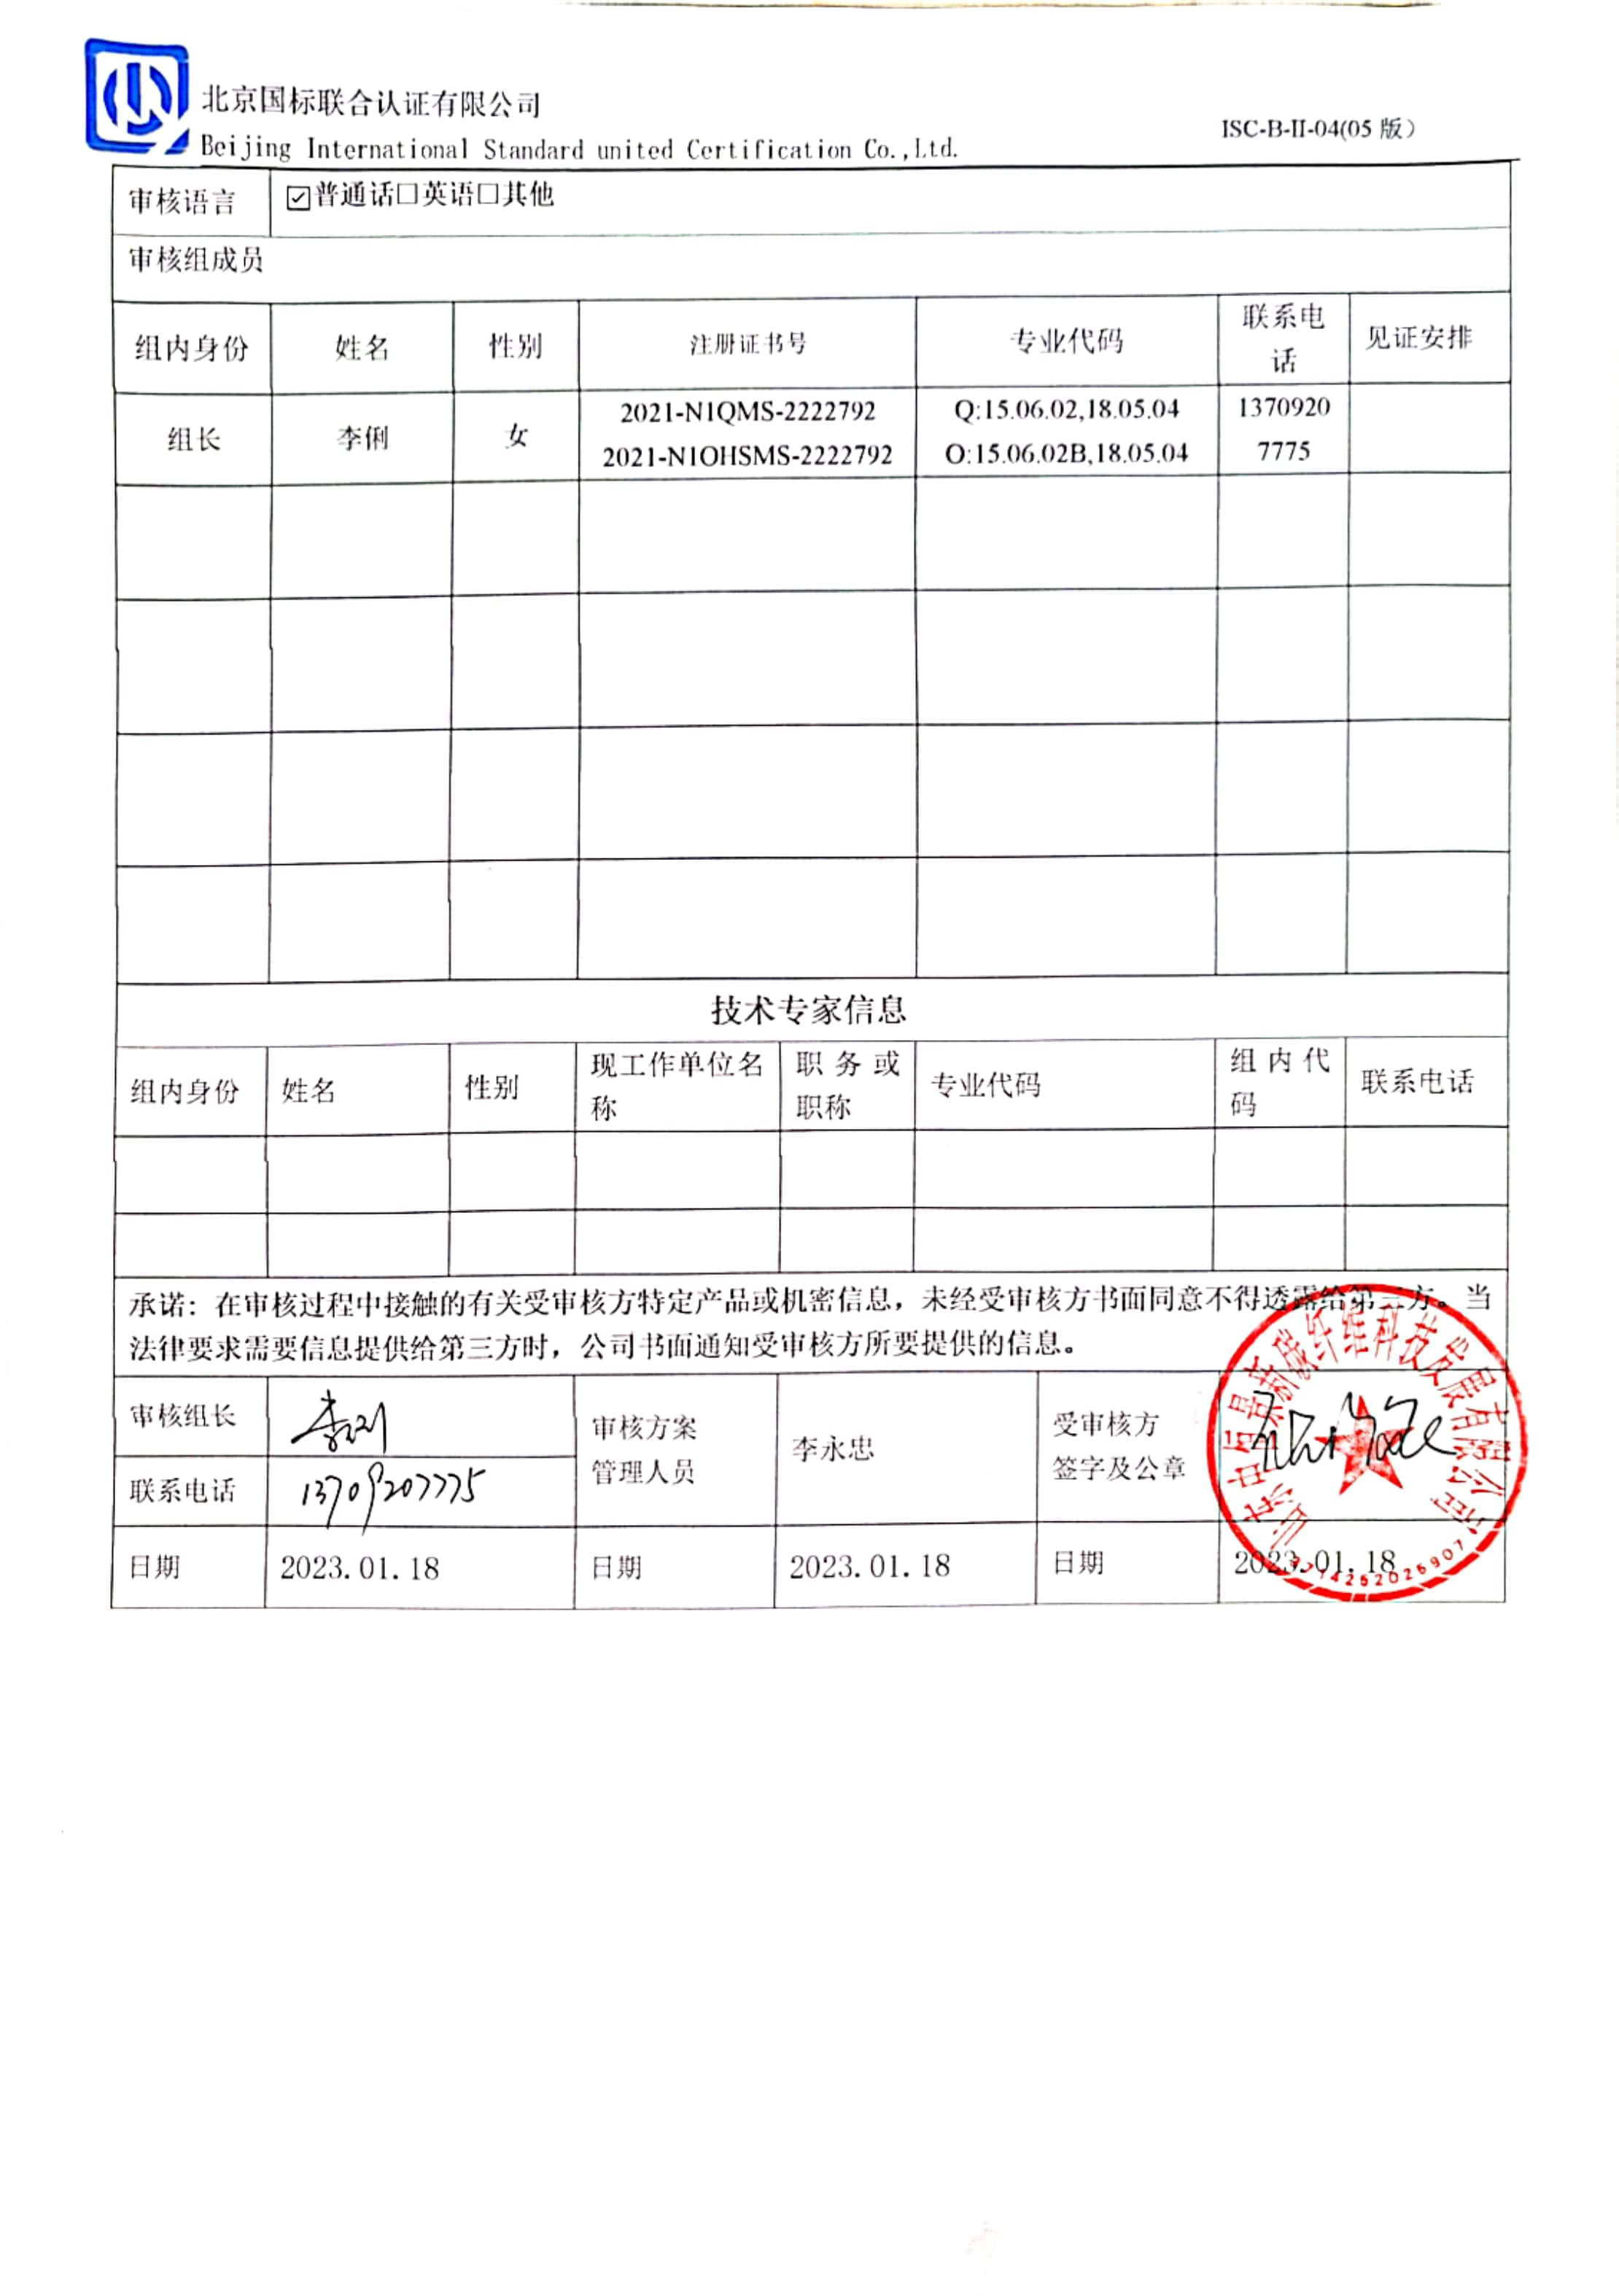 北京国标联合认证有限公司
Beijing International Standard united Certification Co.,Ltd.
ISC-B-II-04(05 版)
审核语言 ☑普通话□英语□其他
审核组成员
组内身份 姓名 性别 注册证书号 专业代码 联系电话 见证安排
组长 李俐 女 2021-N1QMS-2222792 Q:15.06.02,18.05.04 1370920
2021-N1OHSMS-2222792 O:15.06.02B,18.05.04 7775
技术专家信息
组内身份 姓名 性别 现工作单位名称 职务或职称 专业代码 组内代码 联系电话
承诺：在审核过程中接触的有关受审核方特定产品或机密信息，未经受审核方书面同意不得透露给第三方。当
法律要求需要信息提供给第三方时，公司书面通知受审核方所要提供的信息。
审核组长 李俐
审核方案
管理人员
李永忠
受审核方
签字及公章
联系电话 13709207775
日期 2023.01.18 日期 2023.01.18 日期 2023.01.18